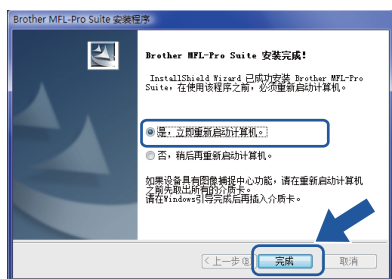 Brother MFL-Pro Suite 安装程序
Brother MFL-Pro Suite 安装完成!
InstallShield Wizard 已成功安装 Brother MFL-Pro
Suite，在使用该程序之前，必须重新启动计算机。
是，立即重新启动计算机。
否，稍后再重新启动计算机。
如果设备具有图像捕捉中心功能，请在重新启动计算机
之前先取出所有的介质卡。
请在Windows引导完成后再插入介质卡。
<上一步(B) 完成 取消